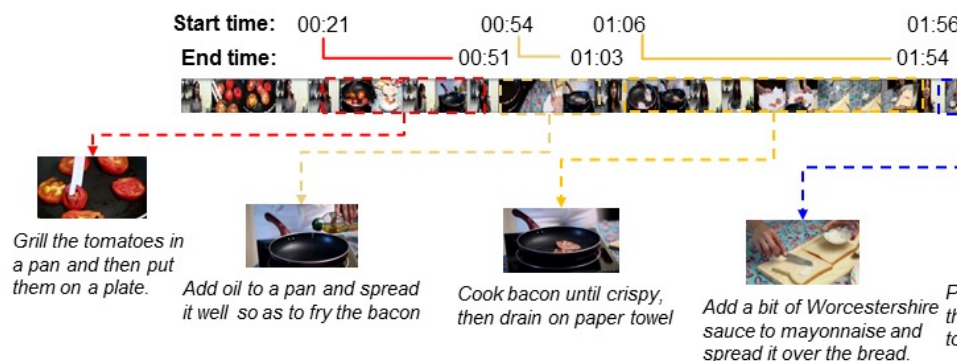 Start time: 00:21 00:54 01:06 01:56
End time: 00:51 01:03 01:54
Grill the tomatoes in
a pan and then put
them on a plate.
Add oil to a pan and spread
it well so as to fry the bacon
Cook bacon until crispy,
then drain on paper towel
Add a bit of Worcestershire
sauce to mayonnaise and
spread it over the bread.